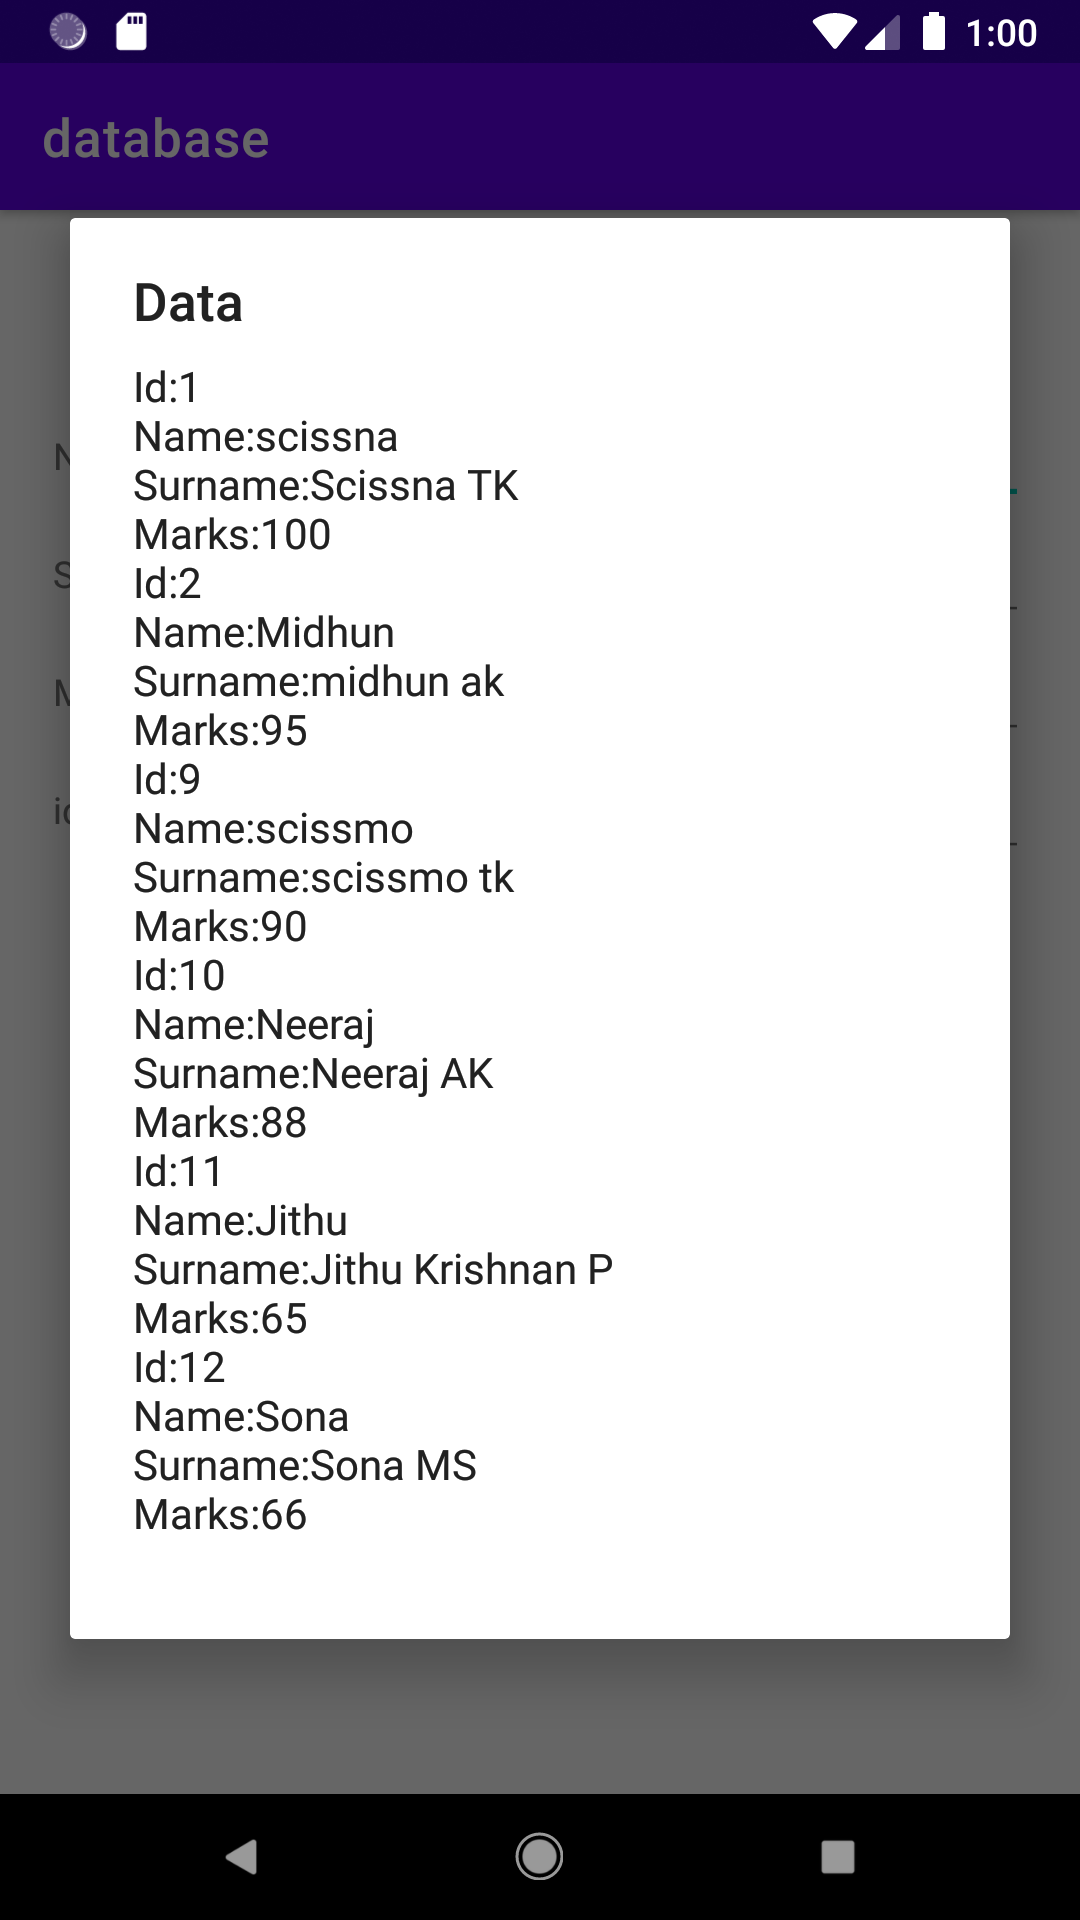 1:00
database
Data
Id:1
Name:scissna
Surname:Scissna TK
Marks:100
Id:2
Name:Midhun
Surname:midhun ak
Marks:95
Id:9
Name:scissmo
Surname:scissmo tk
Marks:90
Id:10
Name:Neeraj
Surname:Neeraj AK
Marks:88
Id:11
Name:Jithu
Surname:Jithu Krishnan P
Marks:65
Id:12
Name:Sona
Surname:Sona MS
Marks:66